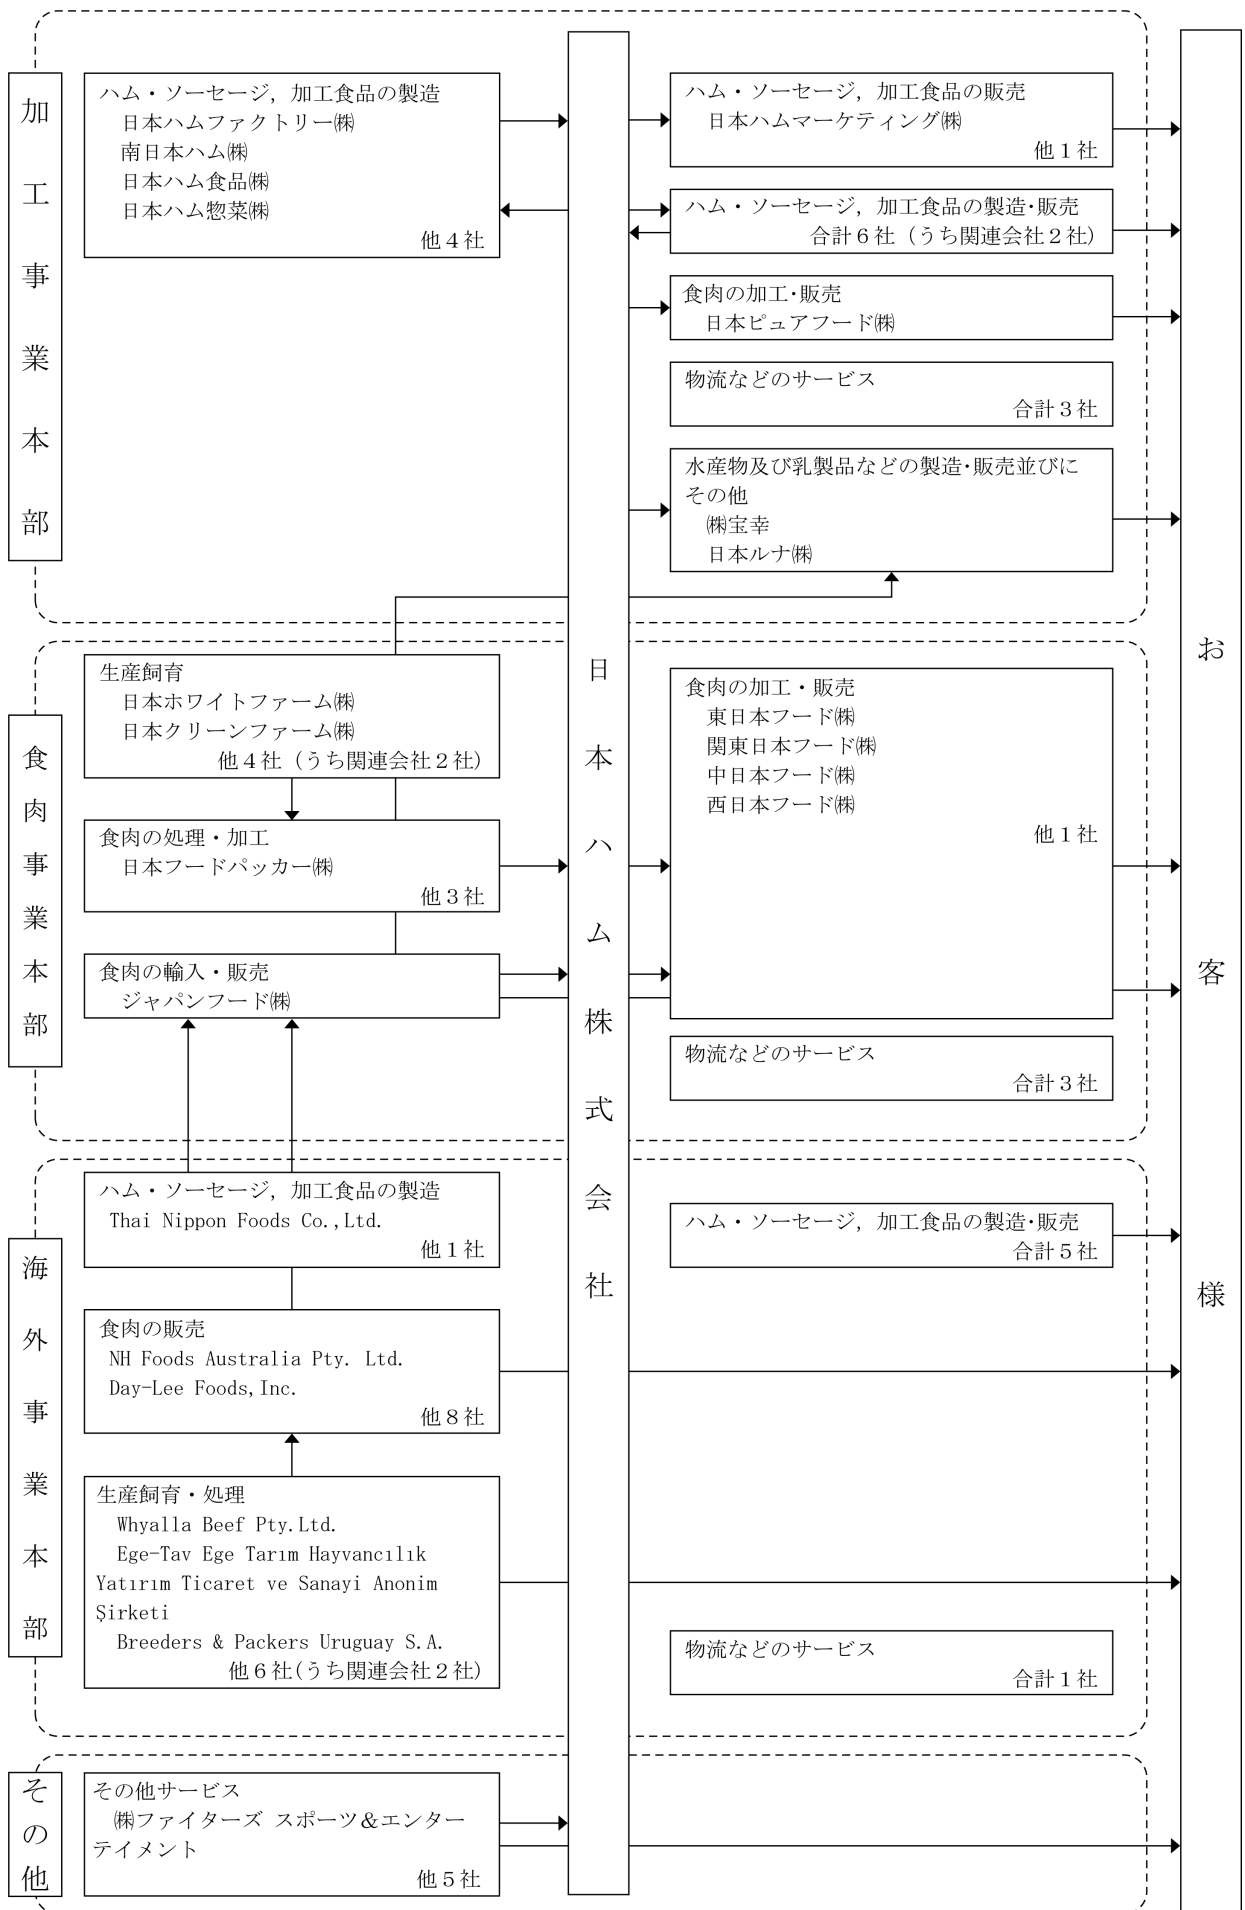 加工事業本部
ハム・ソーセージ，加工食品の製造
日本ハムファクトリー㈱
南日本ハム㈱
日本ハム食品㈱
日本ハム惣菜㈱
他４社
ハム・ソーセージ，加工食品の販売
日本ハムマーケティング㈱
他１社
ハム・ソーセージ，加工食品の製造･販売
合計６社（うち関連会社２社）
食肉の加工･販売
日本ピュアフード㈱
物流などのサービス
合計３社
水産物及び乳製品などの製造･販売並びに
その他
㈱宝幸
日本ルナ㈱
日本ハム株式会社
お客様
食肉事業本部
生産飼育
日本ホワイトファーム㈱
日本クリーンファーム㈱
他４社（うち関連会社２社）
食肉の処理・加工
日本フードパッカー㈱
他３社
食肉の輸入・販売
ジャパンフード㈱
食肉の加工・販売
東日本フード㈱
関東日本フード㈱
中日本フード㈱
西日本フード㈱
他１社
物流などのサービス
合計３社
海外事業本部
ハム・ソーセージ，加工食品の製造
Thai Nippon Foods Co.,Ltd.
他１社
食肉の販売
NH Foods Australia Pty. Ltd.
Day-Lee Foods,Inc.
他８社
生産飼育・処理
Whyalla Beef Pty.Ltd.
Ege-Tav Ege Tarım Hayvancılık
Yatırım Ticaret ve Sanayi Anonim
Şirketi
Breeders & Packers Uruguay S.A.
他６社(うち関連会社２社)
ハム・ソーセージ，加工食品の製造･販売
合計５社
物流などのサービス
合計１社
その他
その他サービス
㈱ファイターズ スポーツ＆エンター
テイメント
他５社